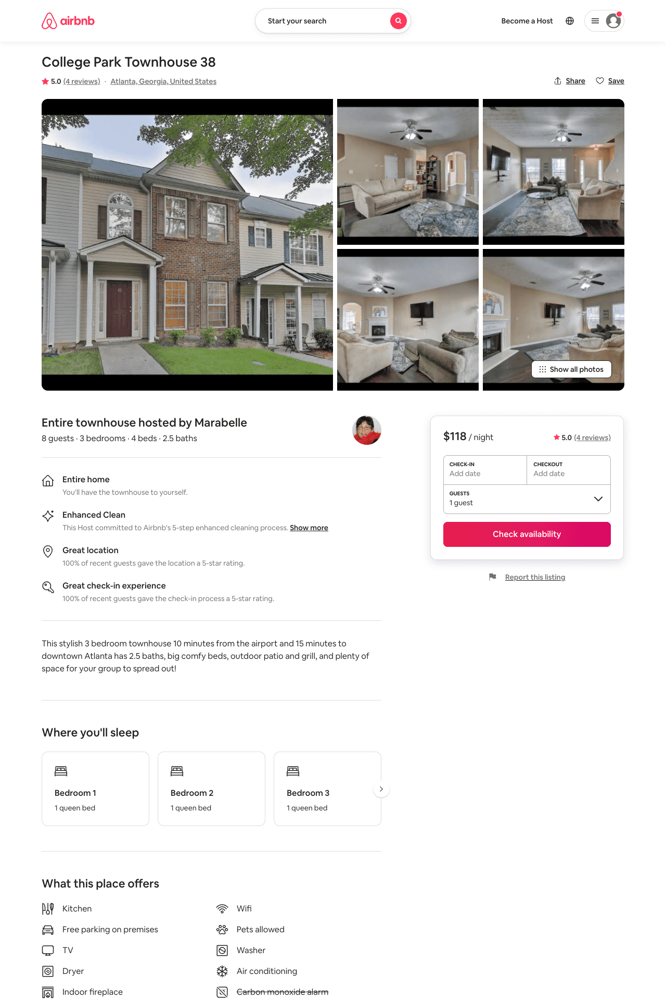 airbnb
Start your search
Become a Host
College Park Townhouse 38
5.0 (4 reviews) · Atlanta, Georgia, United States
Share
Save
41
Show all photos
Entire townhouse hosted by Marabelle
8 guests · 3 bedrooms · 4 beds · 2.5 baths
$118 / night
5.0 (4 reviews)
CHECK-IN
Add date
CHECKOUT
Add date
GUESTS
1 guest
Check availability
Report this listing
Entire home
You'll have the townhouse to yourself.
Enhanced Clean
This Host committed to Airbnb's 5-step enhanced cleaning process. Show more
Great location
100% of recent guests gave the location a 5-star rating.
Great check-in experience
100% of recent guests gave the check-in process a 5-star rating.
This stylish 3 bedroom townhouse 10 minutes from the airport and 15 minutes to
downtown Atlanta has 2.5 baths, big comfy beds, outdoor patio and grill, and plenty of
space for your group to spread out!
Where you'll sleep
Bedroom 1
1 queen bed
Bedroom 2
1 queen bed
Bedroom 3
1 queen bed
What this place offers
Kitchen
Wifi
Free parking on premises
Pets allowed
TV
Washer
Dryer
Air conditioning
Indoor fireplace
Carbon monoxide alarm